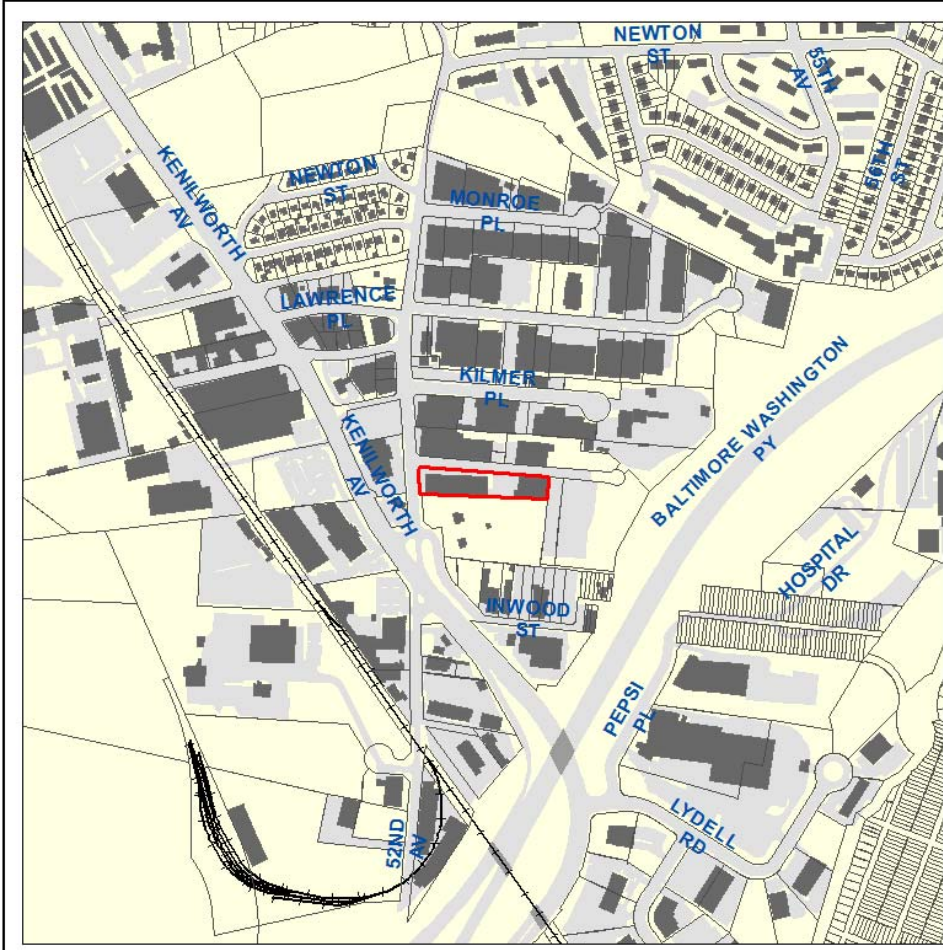 NEWTON
ST
55TH
AV
56TH
ST
KENILWORTH
AV
NEWTON
ST
MONROE
PL
LAWRENCE
PL
KILMER
PL
BALTIMORE WASHINGTON
PY
KENILWORTH
AV
HOSPITAL
DR
INWOOD
ST
PEPSI
PL
LYDELL
RD
52ND
AV